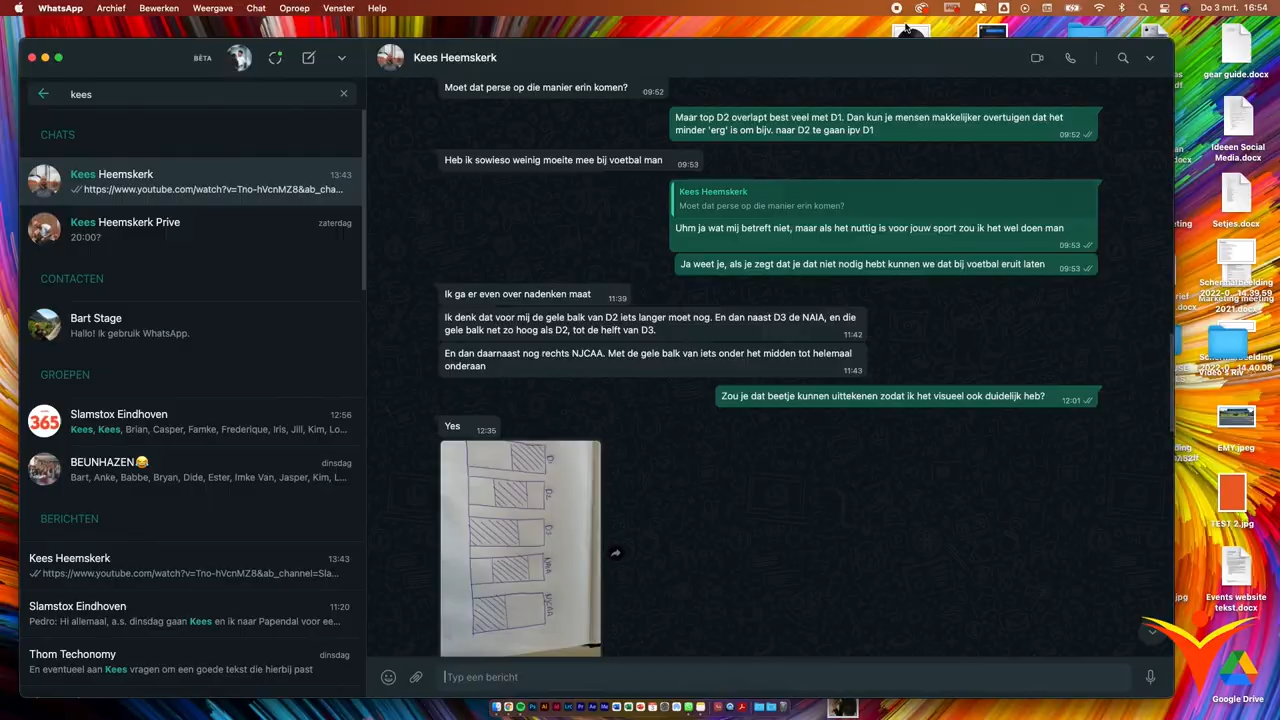 WhatsApp Archief Bewerken Weergave Chat Oproep Venster Help
30 mrt. 16:54
BÈTA
Kees Heemskerk
kees
CHATS
Kees Heemskerk 13:43
https://www.youtube.com/watch?v=Tno-hVcnMZ8&ab_cha...
Kees Heemskerk Prive zaterdag
20:00?
CONTACTEN
Bart Stage
Hallo! Ik gebruik WhatsApp.
GROEPEN
365
Slamstox Eindhoven 12:56
Kees, Kees, Brian, Casper, Famke, Frederique, Iris, Jill, Kim, Lo...
BEUNHAZEN😂 dinsdag
Bart, Anke, Babbe, Bryan, Dide, Ester, Imke Van, Jasper, Kim, L...
BERICHTEN
Kees Heemskerk 13:43
https://www.youtube.com/watch?v=Tno-hVcnMZ8&ab_channel=Sla...
Slamstox Eindhoven 11:20
Pedro: Hi allemaal, a.s. dinsdag gaan Kees en ik naar Papendal voor ee...
Thom Techonomy dinsdag
En eventueel aan Kees vragen om een goede tekst die hierbij past
Moet dat perse op die manier erin komen? 09:52
Maar top D2 overlapt best veel met D1. Dan kun je mensen makkelijker overtuigen dat het
minder 'erg' is om bijv. naar D2 te gaan ipv D1
09:52
Heb ik sowieso weinig moeite mee bij voetbal man 09:53
Kees Heemskerk
Moet dat perse op die manier erin komen?
Uhm ja wat mij betreft niet, maar als het nuttig is voor jouw sport zou ik het wel doen man
09:53
Ja weet je, als je zegt dat je dat niet nodig hebt kunnen we dat bij voetbal eruit laten 09:53
Ik ga er even over nadenken maat 11:39
Ik denk dat voor mij de gele balk van D2 iets langer moet nog. En dan naast D3 de NAIA, en die
gele balk net zo hoog als D2, tot de helft van D3.
11:42
En dan daarnaast nog rechts NJCAA. Met de gele balk van iets onder het midden tot helemaal
onderaan
11:43
Zou je dat beetje kunnen uittekenen zodat ik het visueel ook duidelijk heb? 12:01
Yes 12:35
Typ een bericht
gear guide.docx
Ideeen Social
Media.docx
Setjes.docx
Marketing meeting
2021.docx
EMY.jpeg
TEST 2.jpg
Events website
tekst.docx
Google Drive